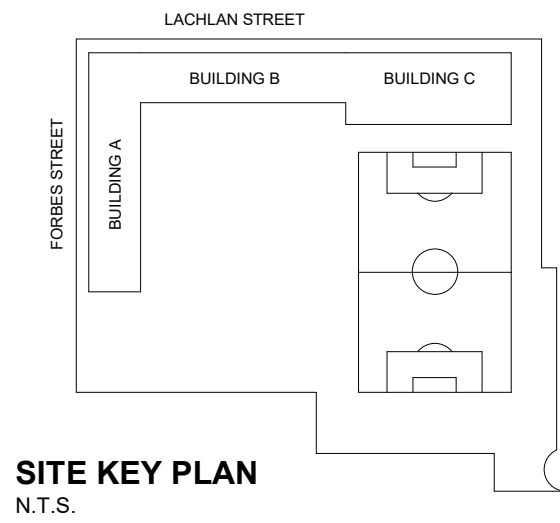 LACHLAN STREET
BUILDING B
BUILDING C
FORBES STREET
BUILDING A
SITE KEY PLAN
N.T.S.